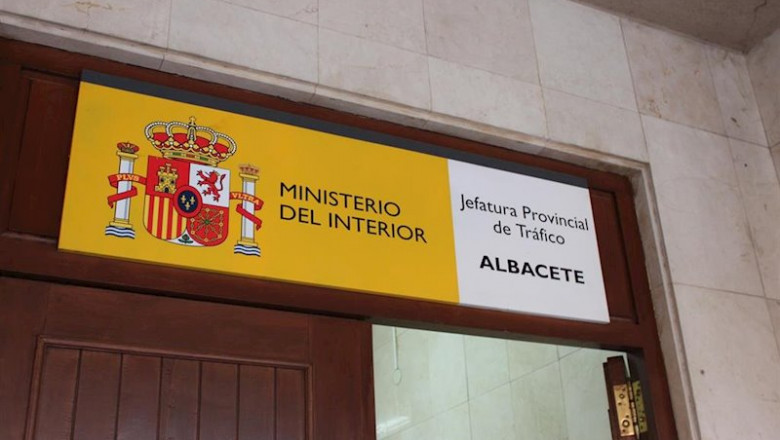 PLVS
VLTRA
MINISTERIO
DEL INTERIOR
Jefatura Provincial
de Tráfico
ALBACETE